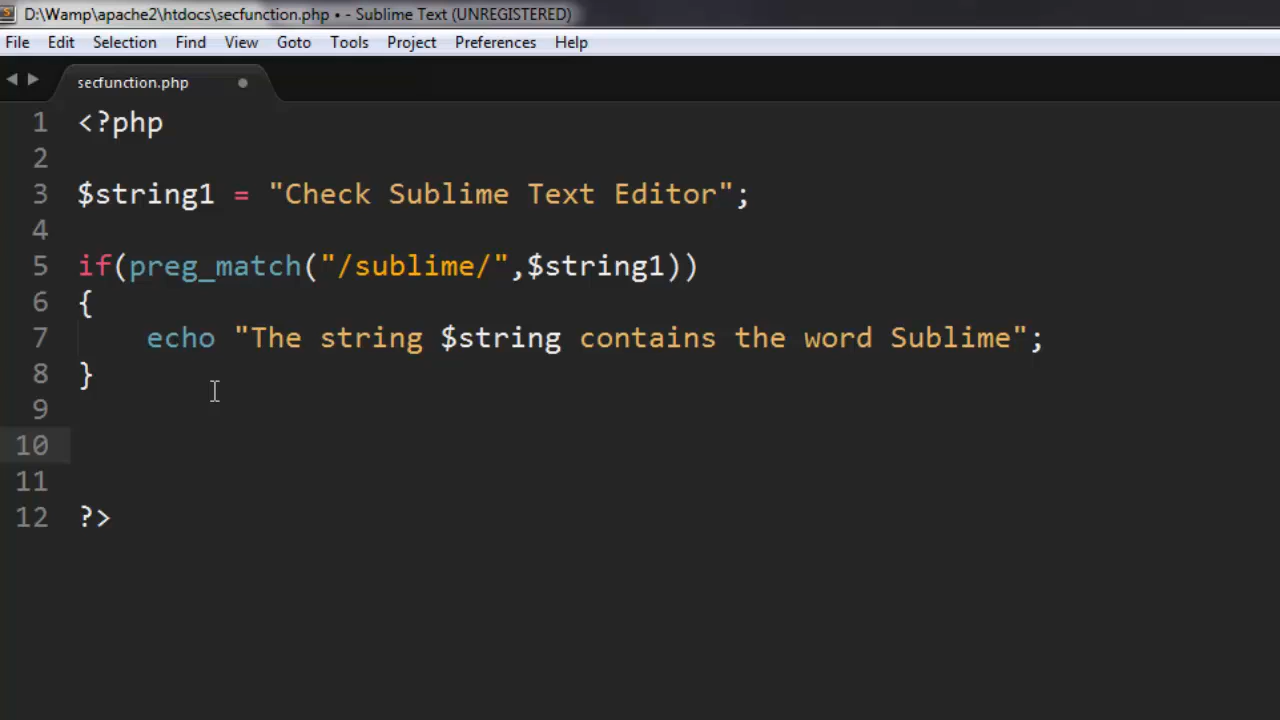 D:\Wamp\apache2\htdocs\secfunction.php • - Sublime Text (UNREGISTERED)
File Edit Selection Find View Goto Tools Project Preferences Help
secfunction.php
1 <?php
2
3 $string1 = "Check Sublime Text Editor";
4
5 if(preg_match("/sublime/",$string1))
6 {
7 echo "The string $string contains the word Sublime";
8 }
9
10
11
12 ?>